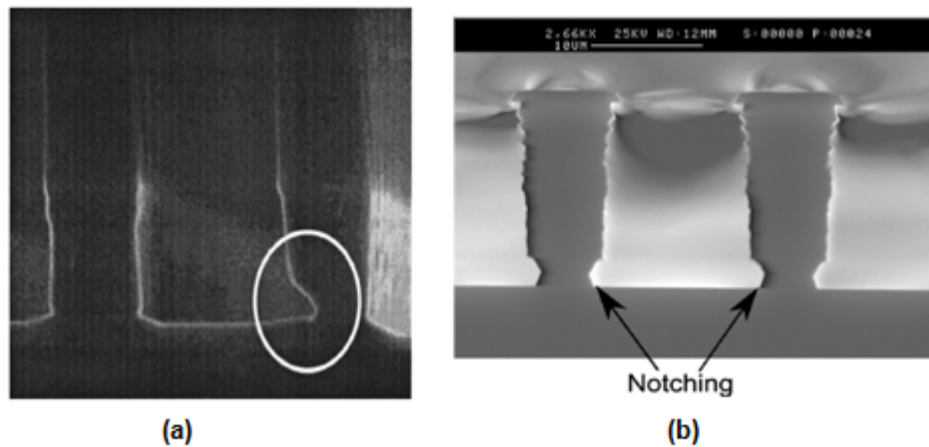 2.66KX 25KV WD:12MM S:00000 P:00024
10UM
Notching
(a)
(b)